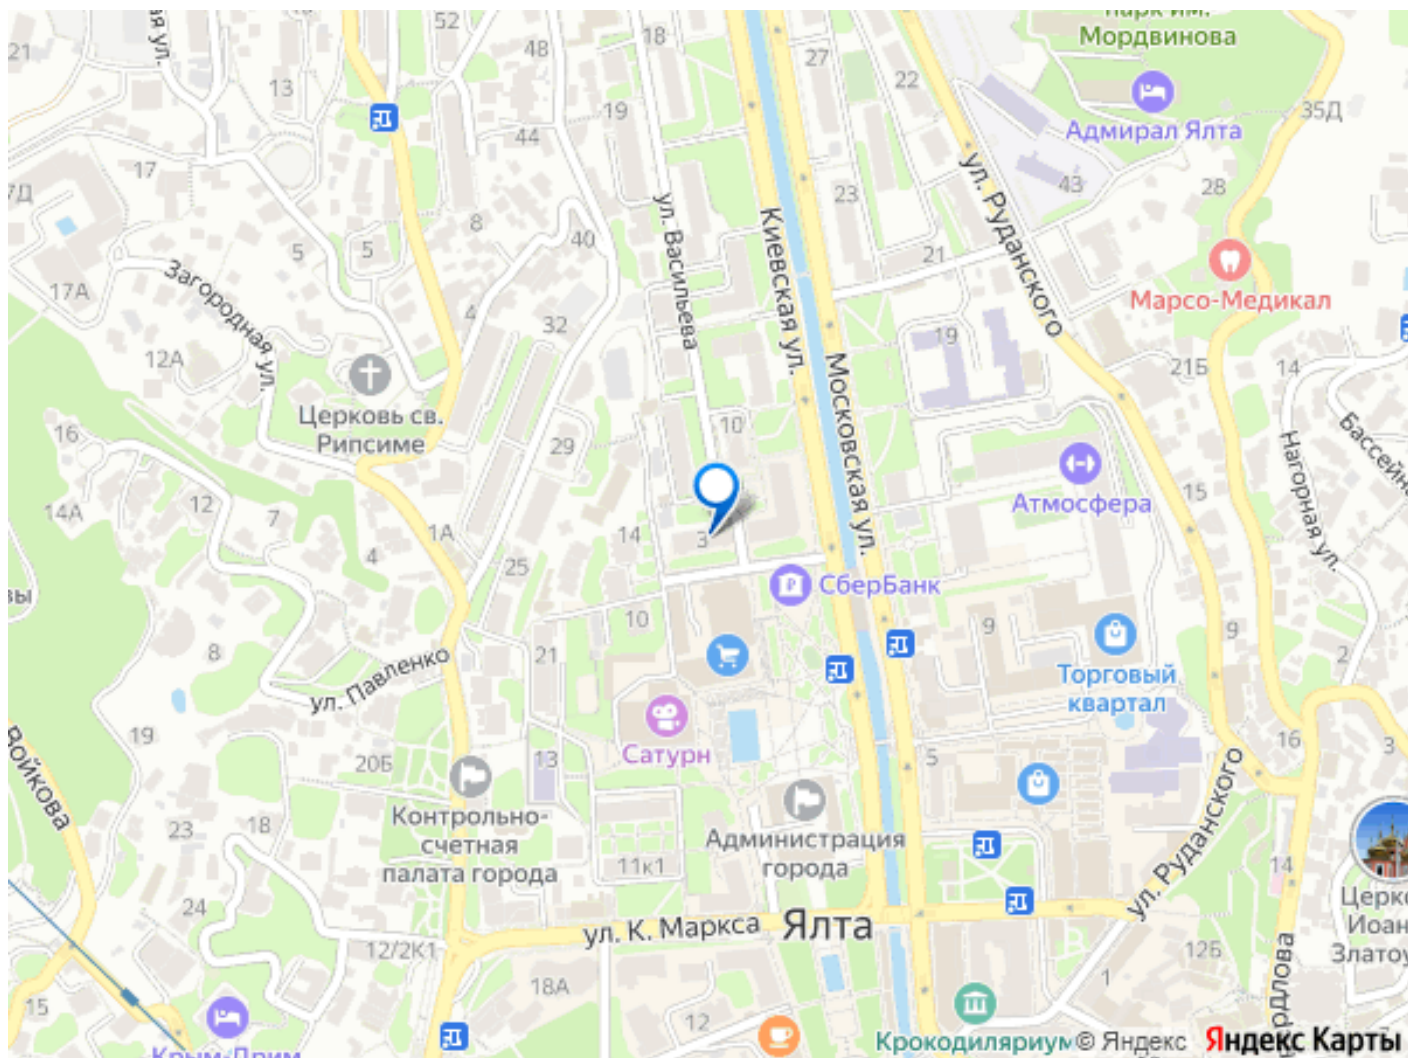 парк им.
Мордвинова
52
18
48
27
22
21
13
19
35Д
Адмирал Ялта
44
17
43
28
23
7Д
ул. Васильева
Киевская ул.
ул. Руданского
8
40
5
5
21
17А
Загородная ул.
4
32
Марсо-Медикал
19
12А
Московская ул.
21Б
14
Церковь св.
Рипсиме
10
16
29
Нагорная ул.
12
14А
7
1А
Атмосфера
15
4
14
3
25
СберБанк
10
9
9
8
21
ул. Павленко
2
Торговый
квартал
19
Сатурн
16
3
20Б
13
5
Войкова
ул. Руданского
Контрольно-
счетная
палата города
Администрация
города
23
18
11к1
14
24
ул. К. Маркса
Ялта
12/2К1
12Б
1
18А
15
12
Крокодиляриум
© Яндекс
Яндекс Карты
Крым-Дрим